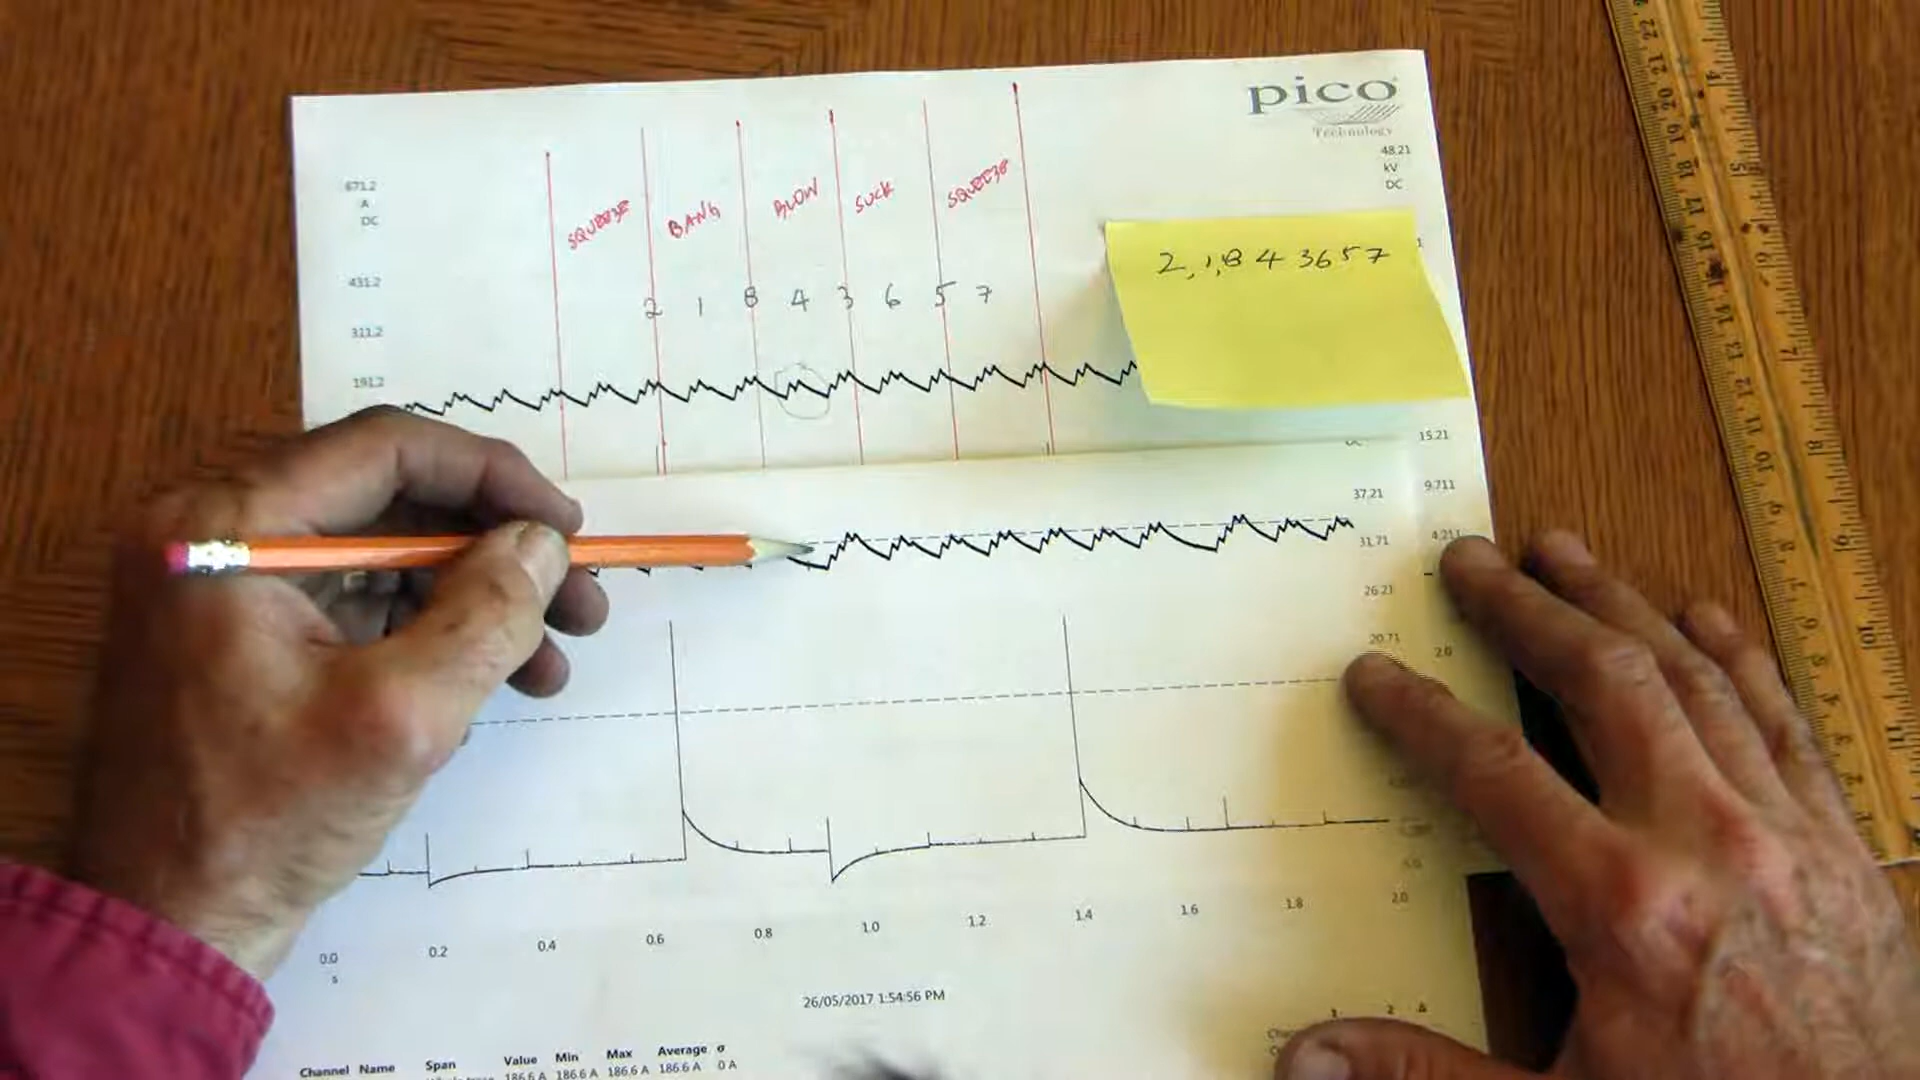 pico
Technology
48.21
kV
DC
671.2
A
DC
431.2
311.2
191.2
SQUEEZE BANG BLOW SUCK SQUEEZE
2 1 8 4 3 6 5 7
2, 1, 8 4 3 6 5 7
15.21
9.711
4.211
37.21
31.71
26.21
20.71
2.0
0.0 0.2 0.4 0.6 0.8 1.0 1.2 1.4 1.6 1.8 2.0
s
26/05/2017 1:54:56 PM
1 2 Δ
Channel Name Span Value Min Max Average σ
186.6 A 186.6 A 186.6 A 186.6 A 0 A